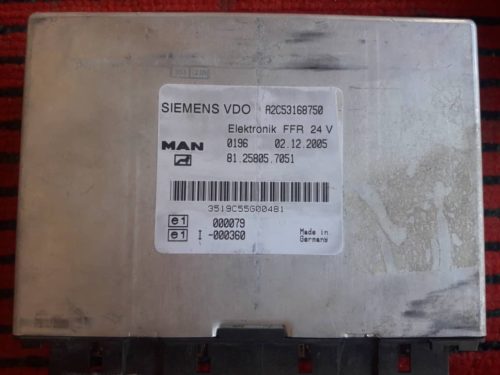 SIEMENS VDO A2C53168750
Elektronik FFR 24 V
MAN 0196 02.12.2005
81.25805.7051
3519C55G00481
e1 000079
e1 I -000360
Made in
Germany